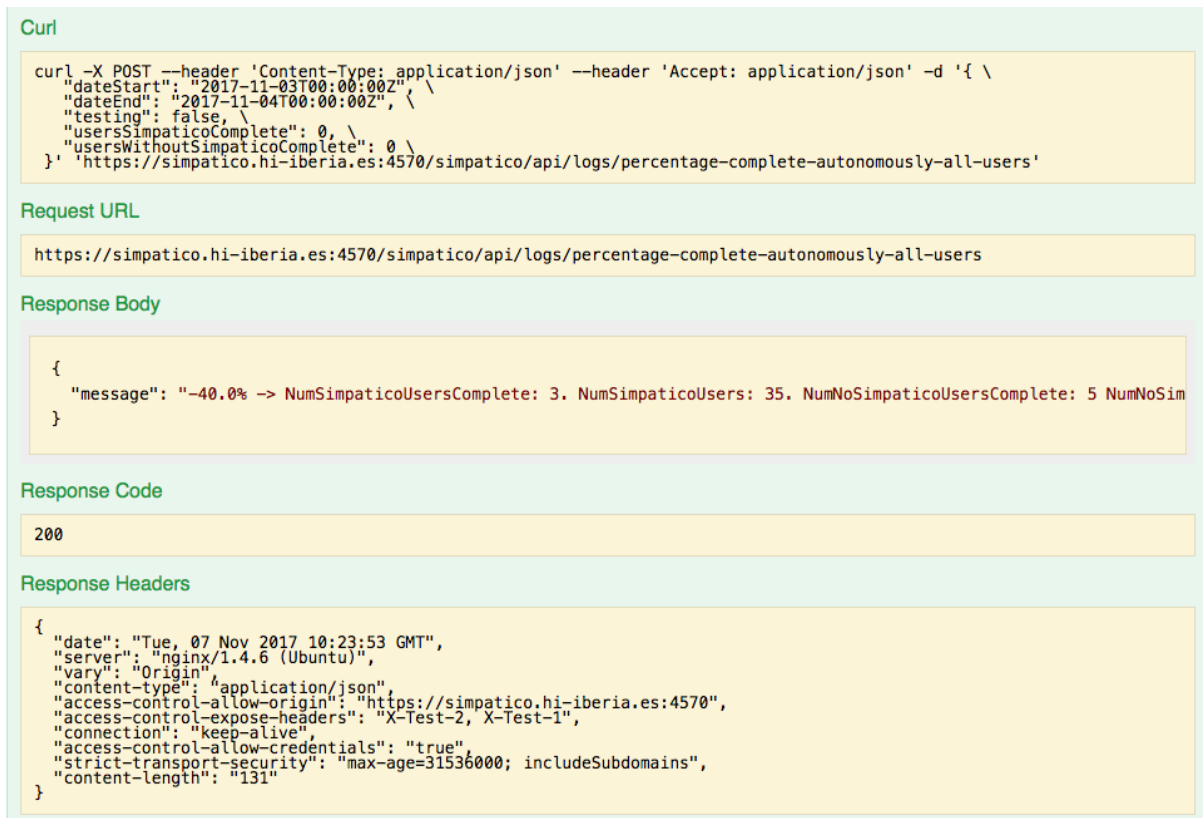 Curl
curl -X POST --header 'Content-Type: application/json' --header 'Accept: application/json' -d '{ \
"dateStart": "2017-11-03T00:00:00Z", \
"dateEnd": "2017-11-04T00:00:00Z", \
"testing": false, \
"usersSimpaticoComplete": 0, \
"usersWithoutSimpaticoComplete": 0 \
}' 'https://simpatico.hi-iberia.es:4570/simpatico/api/logs/percentage-complete-autonomously-all-users'
Request URL
https://simpatico.hi-iberia.es:4570/simpatico/api/logs/percentage-complete-autonomously-all-users
Response Body
{
"message": "-40.0% -> NumSimpaticoUsersComplete: 3. NumSimpaticoUsers: 35. NumNoSimpaticoUsersComplete: 5 NumNoSim
}
Response Code
200
Response Headers
{
"date": "Tue, 07 Nov 2017 10:23:53 GMT",
"server": "nginx/1.4.6 (Ubuntu)",
"vary": "Origin",
"content-type": "application/json",
"access-control-allow-origin": "https://simpatico.hi-iberia.es:4570",
"access-control-expose-headers": "X-Test-2, X-Test-1",
"connection": "keep-alive",
"access-control-allow-credentials": "true",
"strict-transport-security": "max-age=31536000; includeSubdomains",
"content-length": "131"
}